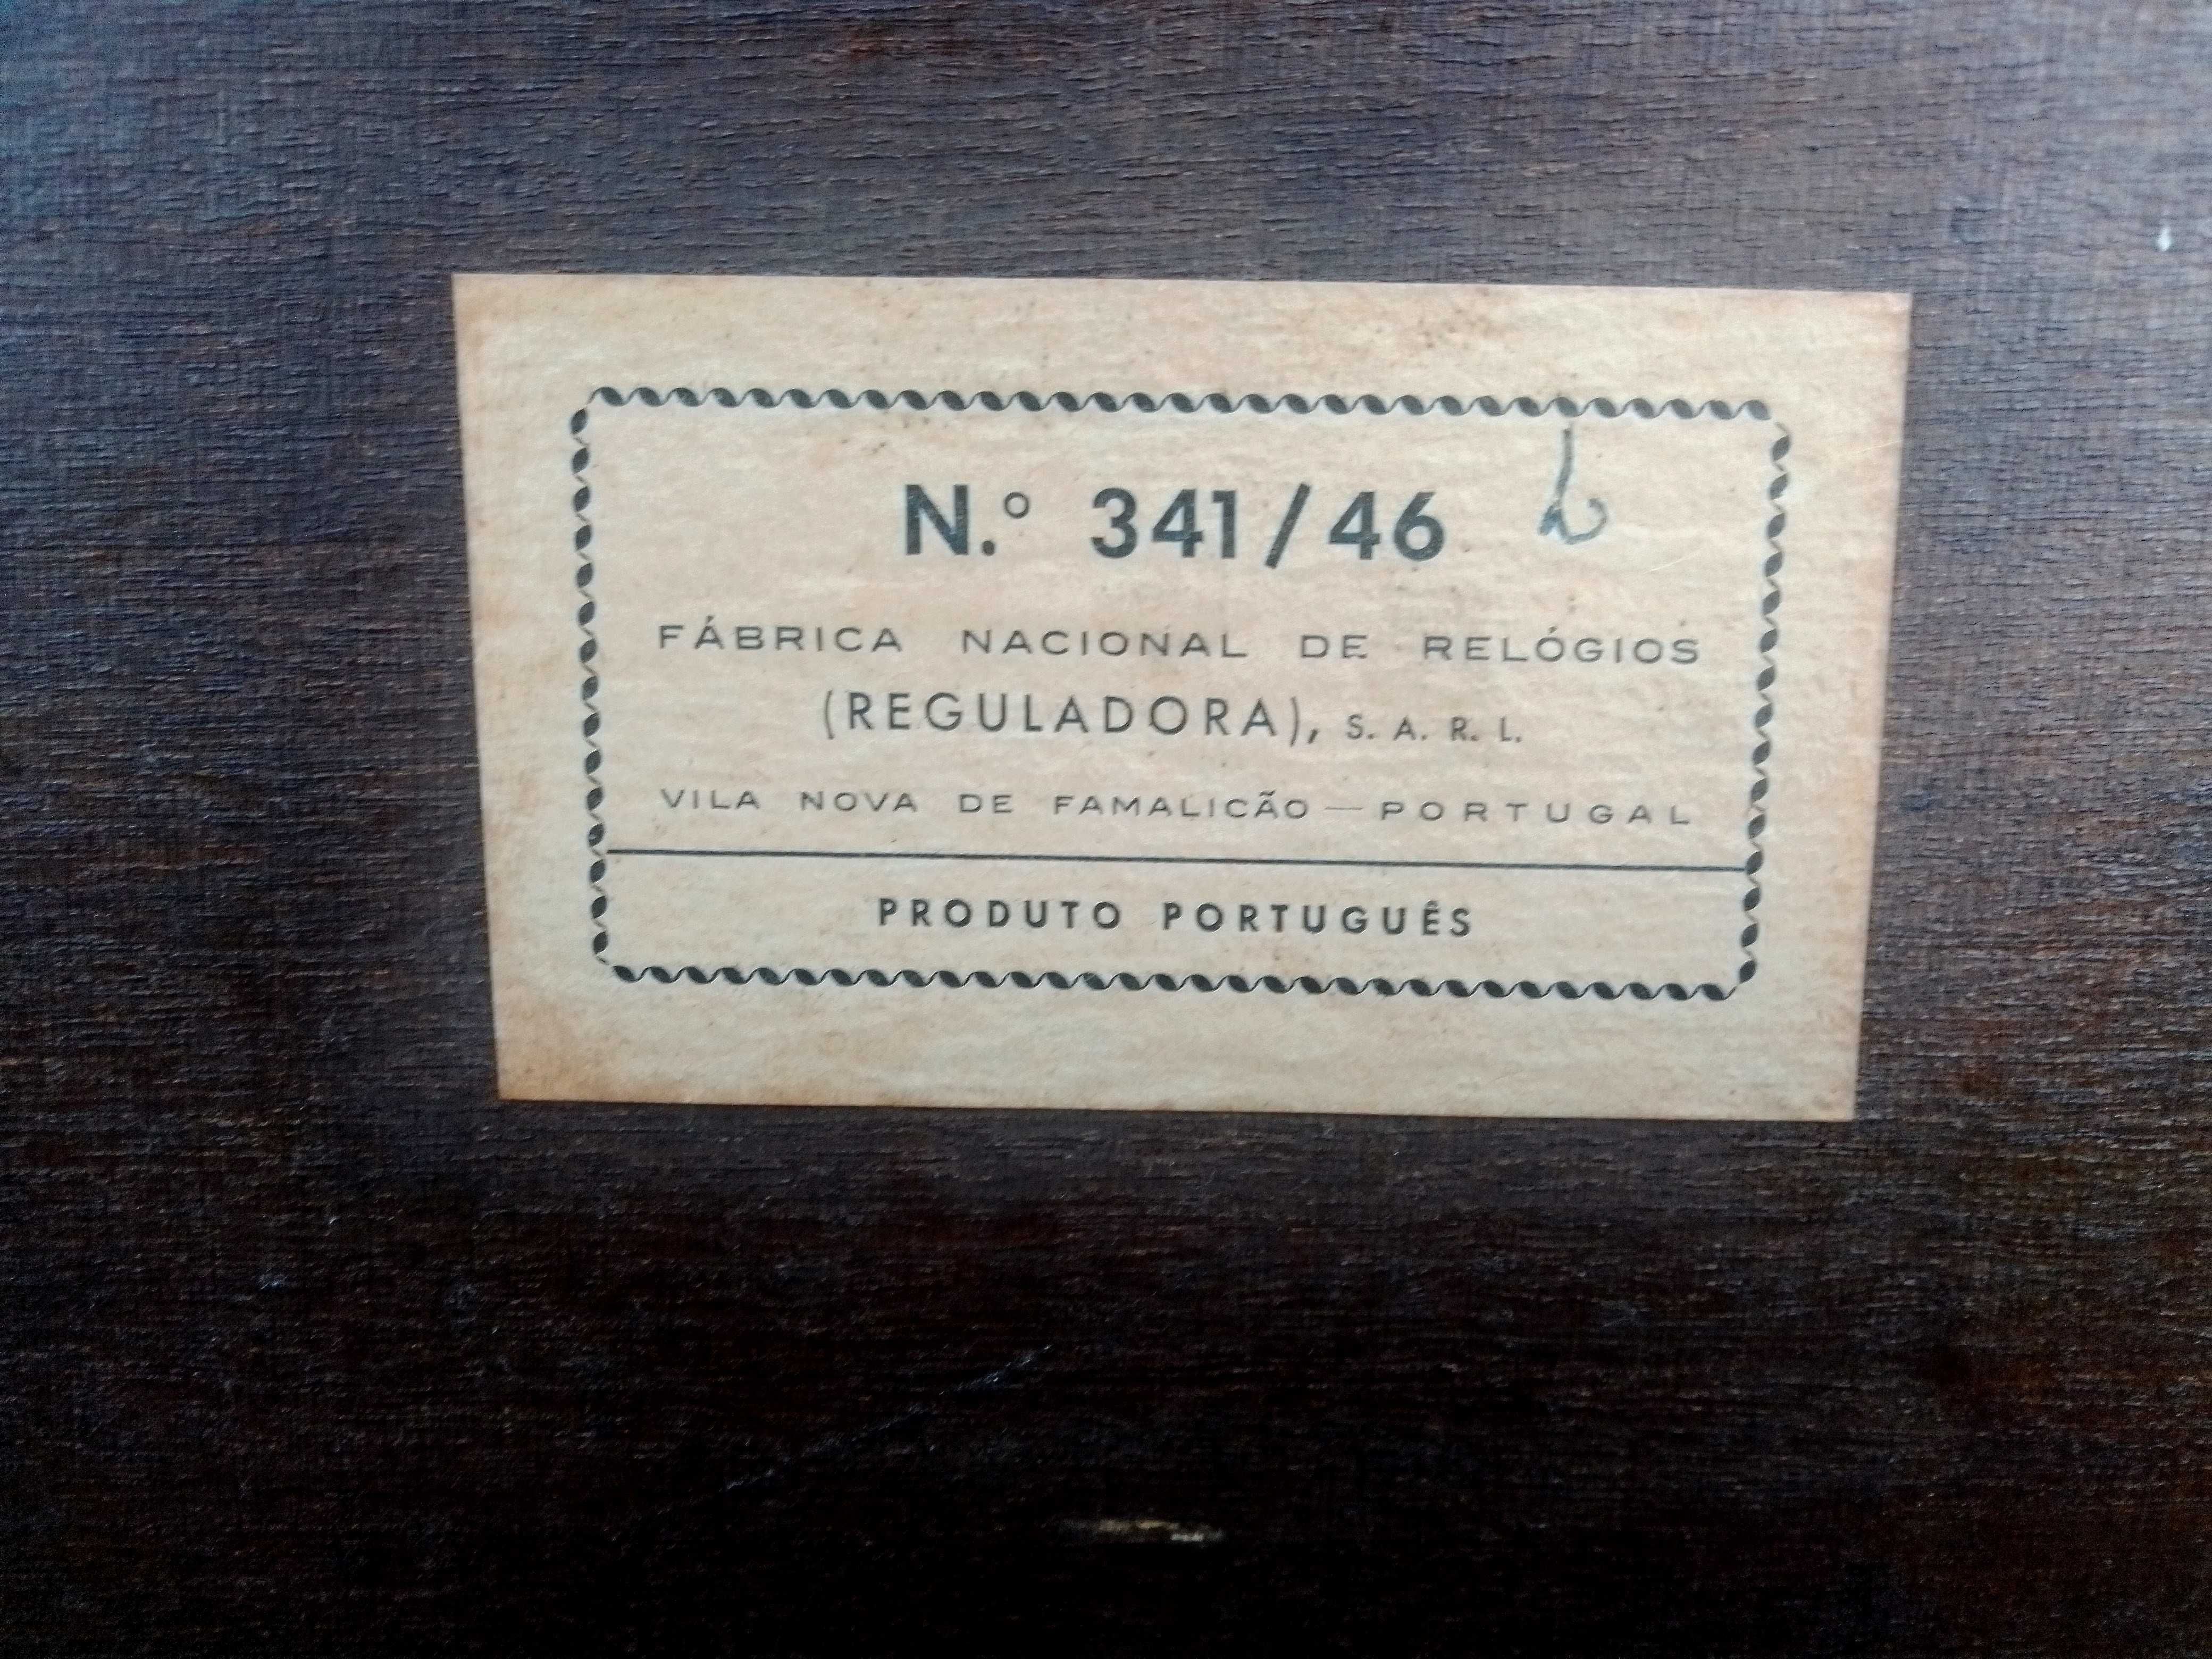 N.º 341/46
FÁBRICA NACIONAL DE RELÓGIOS
(REGULADORA), S. A. R. L.
VILA NOVA DE FAMALICÃO — PORTUGAL
PRODUTO PORTUGUÊS